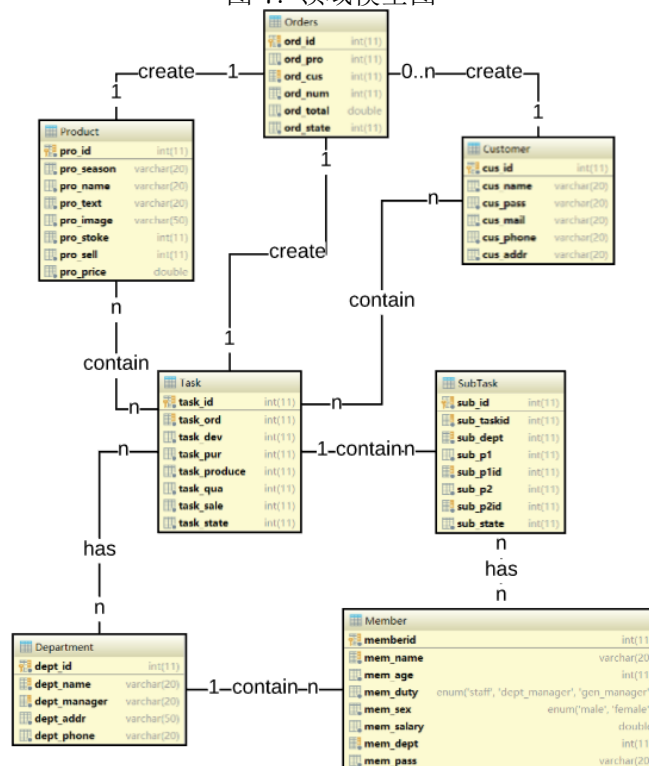 图 4: 领域模型图
Orders
ord_id int(11)
ord_pro int(11)
ord_cus int(11)
ord_num int(11)
ord_total double
ord_state int(11)
create
1
1
0..n
create
1
Product
pro_id int(11)
pro_season varchar(20)
pro_name varchar(20)
pro_text varchar(20)
pro_image varchar(50)
pro_stoke int(11)
pro_sell int(11)
pro_price double
Customer
cus_id int(11)
cus_name varchar(20)
cus_pass varchar(20)
cus_mail varchar(20)
cus_phone varchar(20)
cus_addr varchar(20)
1
create
1
n
contain
n
n
contain
n
Task
task_id int(11)
task_ord int(11)
task_dev int(11)
task_pur int(11)
task_produce int(11)
task_qua int(11)
task_sale int(11)
task_state int(11)
1
contain
n
SubTask
sub_id int(11)
sub_taskid int(11)
sub_dept int(11)
sub_p1 int(11)
sub_p1id int(11)
sub_p2 int(11)
sub_p2id int(11)
sub_state int(11)
n
has
n
n
has
n
Department
dept_id int(11)
dept_name varchar(20)
dept_manager varchar(20)
dept_addr varchar(50)
dept_phone varchar(20)
1
contain
n
Member
memberid int(11
mem_name varchar(20
mem_age int(11
mem_duty enum('staff', 'dept_manager', 'gen_manager'
mem_sex enum('male', 'female'
mem_salary double
mem_dept int(11
mem_pass varchar(20